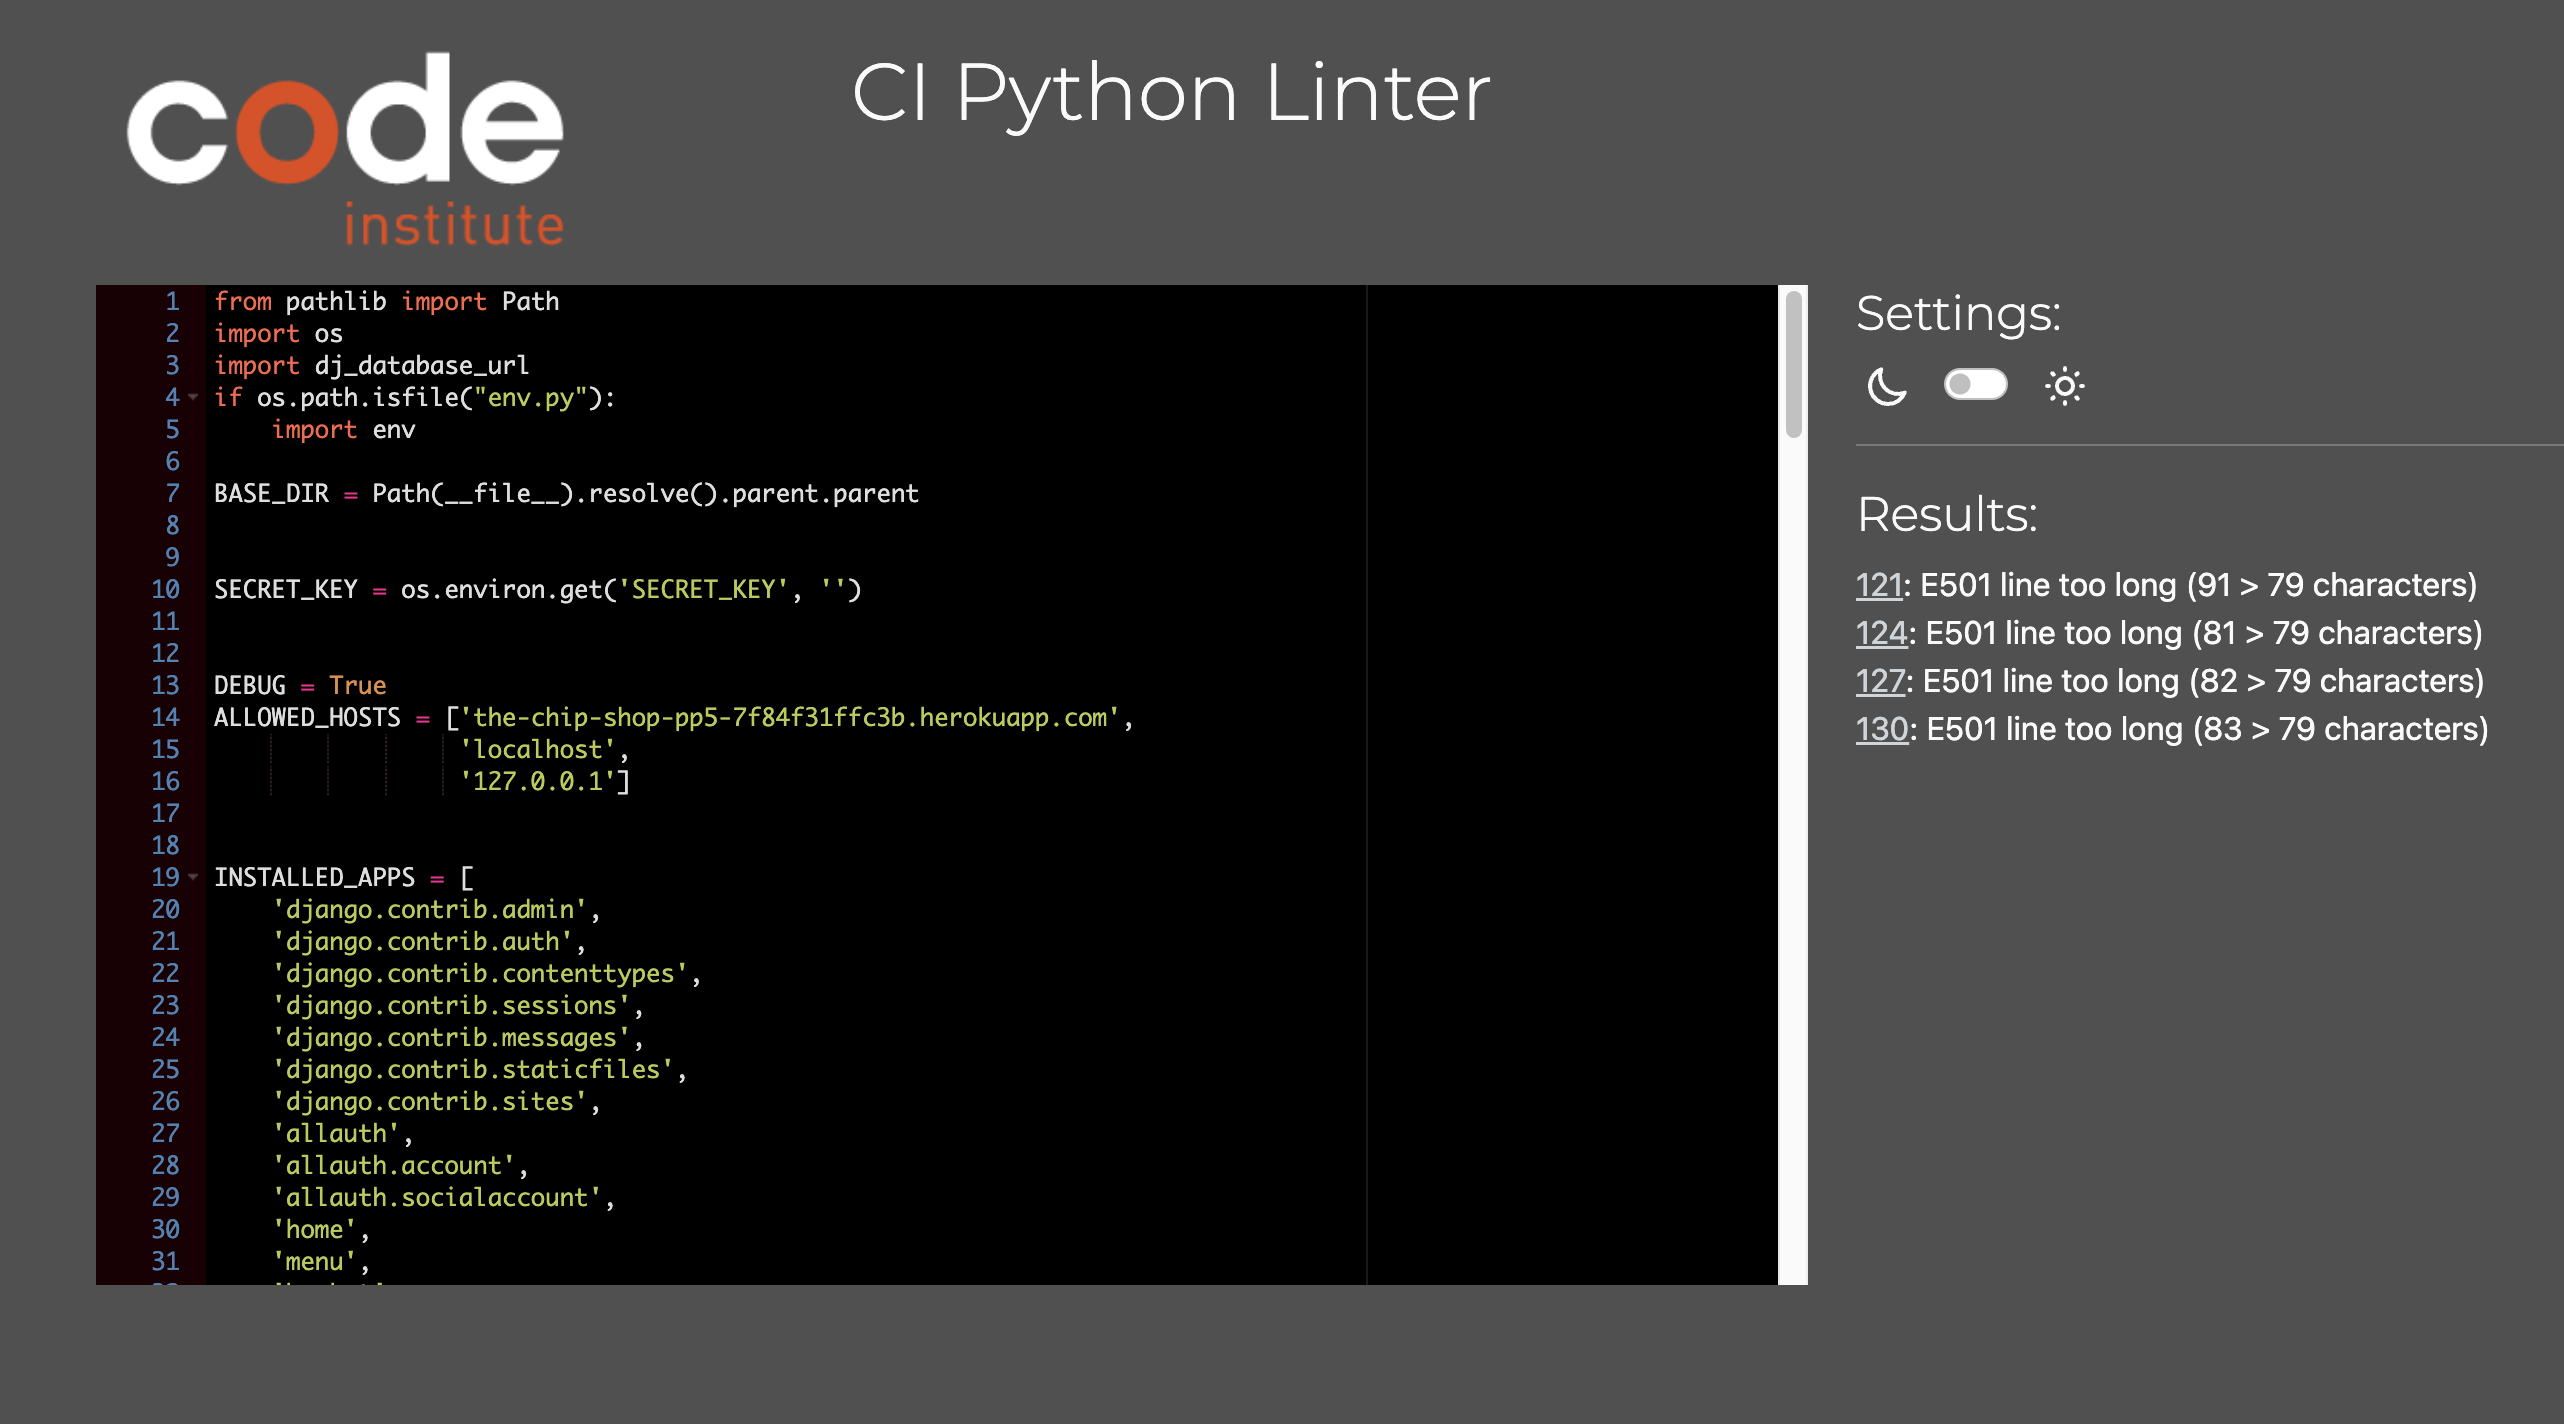 code
institute
CI Python Linter
1 from pathlib import Path
2 import os
3 import dj_database_url
4 if os.path.isfile("env.py"):
5     import env
6
7 BASE_DIR = Path(__file__).resolve().parent.parent
8
9
10 SECRET_KEY = os.environ.get('SECRET_KEY', '')
11
12
13 DEBUG = True
14 ALLOWED_HOSTS = ['the-chip-shop-pp5-7f84f31ffc3b.herokuapp.com',
15                  'localhost',
16                  '127.0.0.1']
17
18
19 INSTALLED_APPS = [
20     'django.contrib.admin',
21     'django.contrib.auth',
22     'django.contrib.contenttypes',
23     'django.contrib.sessions',
24     'django.contrib.messages',
25     'django.contrib.staticfiles',
26     'django.contrib.sites',
27     'allauth',
28     'allauth.account',
29     'allauth.socialaccount',
30     'home',
31     'menu',
Settings:
Results:
121: E501 line too long (91 > 79 characters)
124: E501 line too long (81 > 79 characters)
127: E501 line too long (82 > 79 characters)
130: E501 line too long (83 > 79 characters)